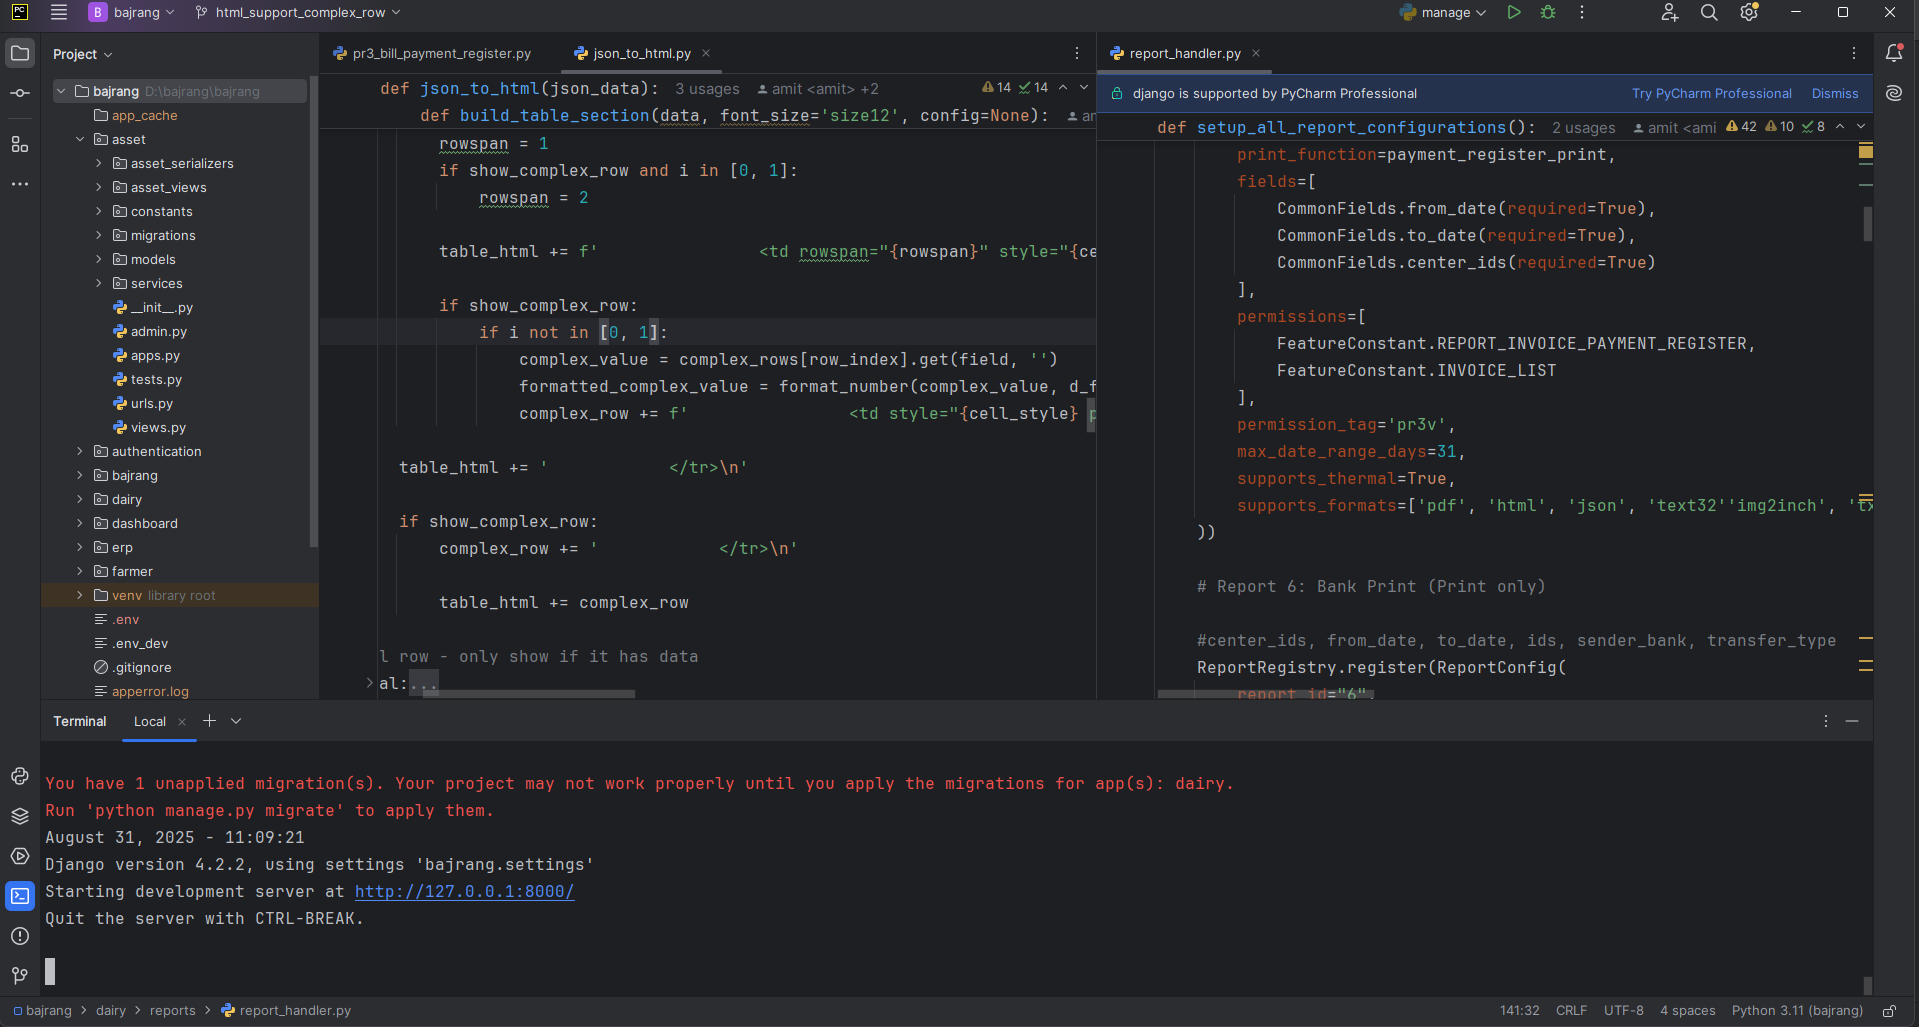 PC
B bajrang
html_support_complex_row
manage
Project
bajrang D:\bajrang\bajrang
app_cache
asset
asset_serializers
asset_views
constants
migrations
models
services
__init__.py
admin.py
apps.py
tests.py
urls.py
views.py
authentication
bajrang
dairy
dashboard
erp
farmer
venv library root
.env
.env_dev
.gitignore
apperror.log
pr3_bill_payment_register.py
json_to_html.py
def json_to_html(json_data): 3 usages amit <amit> +2
14 14
def build_table_section(data, font_size='size12', config=None):
rowspan = 1
if show_complex_row and i in [0, 1]:
rowspan = 2
table_html += f' <td rowspan="{rowspan}" style="{ce
if show_complex_row:
if i not in [0, 1]:
complex_value = complex_rows[row_index].get(field, '')
formatted_complex_value = format_number(complex_value, d_f
complex_row += f' <td style="{cell_style} p
table_html += ' </tr>\n'
if show_complex_row:
complex_row += ' </tr>\n'
table_html += complex_row
l row - only show if it has data
al:...
report_handler.py
django is supported by PyCharm Professional
Try PyCharm Professional Dismiss
def setup_all_report_configurations(): 2 usages amit <ami
42 10 8
print_function=payment_register_print,
fields=[
CommonFields.from_date(required=True),
CommonFields.to_date(required=True),
CommonFields.center_ids(required=True)
],
permissions=[
FeatureConstant.REPORT_INVOICE_PAYMENT_REGISTER,
FeatureConstant.INVOICE_LIST
],
permission_tag='pr3v',
max_date_range_days=31,
supports_thermal=True,
supports_formats=['pdf', 'html', 'json', 'text32''img2inch', 'tx
))
# Report 6: Bank Print (Print only)
#center_ids, from_date, to_date, ids, sender_bank, transfer_type
ReportRegistry.register(ReportConfig(
report_id="6",
Terminal Local
You have 1 unapplied migration(s). Your project may not work properly until you apply the migrations for app(s): dairy.
Run 'python manage.py migrate' to apply them.
August 31, 2025 - 11:09:21
Django version 4.2.2, using settings 'bajrang.settings'
Starting development server at http://127.0.0.1:8000/
Quit the server with CTRL-BREAK.
bajrang > dairy > reports > report_handler.py
141:32 CRLF UTF-8 4 spaces Python 3.11 (bajrang)